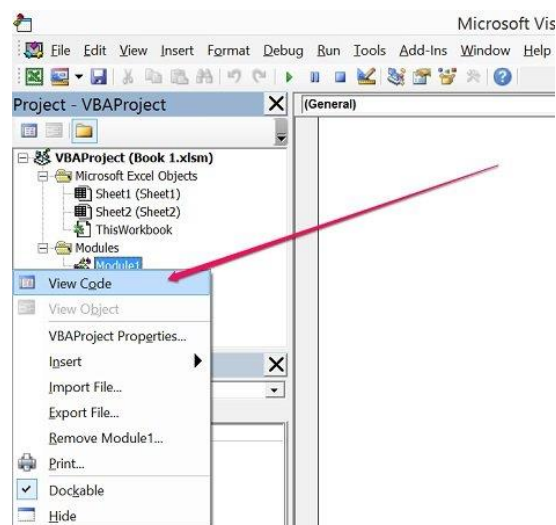 Microsoft Vis
File Edit View Insert Format Debug Run Tools Add-Ins Window Help
Project - VBAProject
(General)
VBAProject (Book 1.xlsm)
Microsoft Excel Objects
Sheet1 (Sheet1)
Sheet2 (Sheet2)
ThisWorkbook
Modules
Module1
View Code
View Object
VBAProject Properties...
Insert
Import File...
Export File...
Remove Module1...
Print...
Dockable
Hide